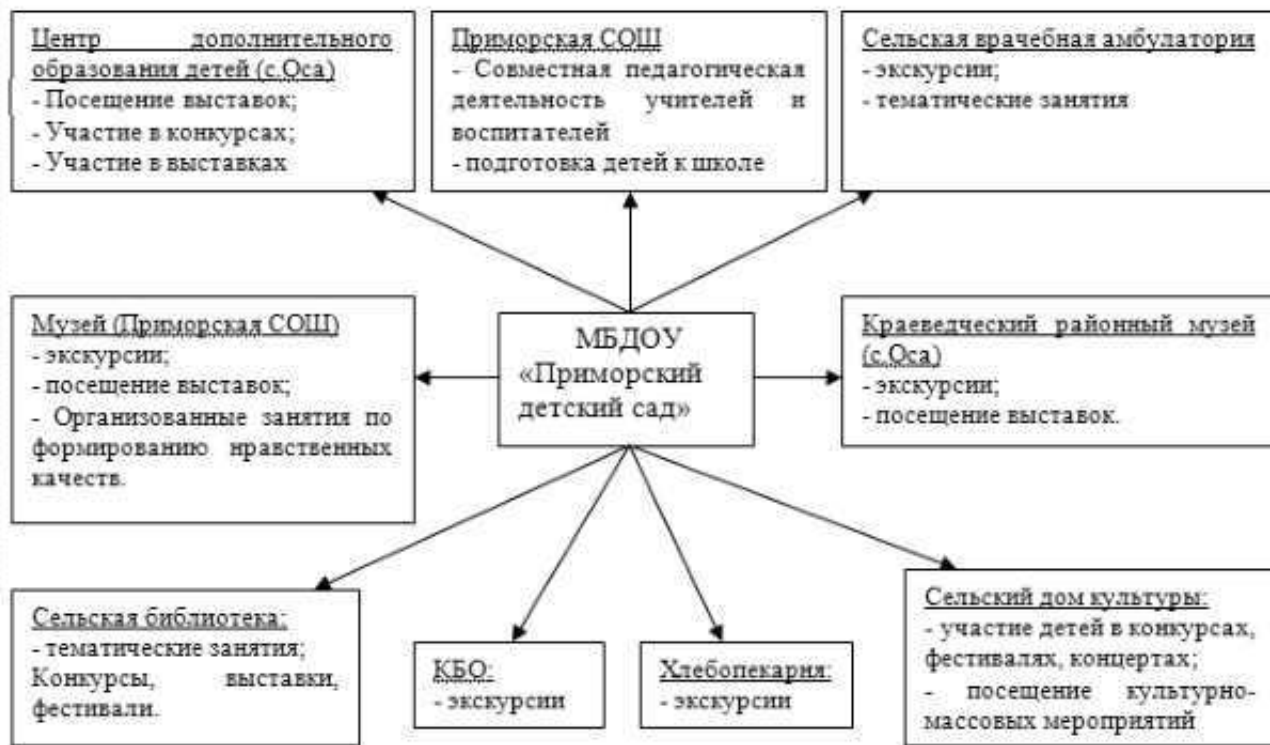 Центр дополнительного
образования детей (с.Оса)
- Посещение выставок;
- Участие в конкурсах;
- Участие в выставках
Приморская СОШ
- Совместная педагогическая
деятельность учителей и
воспитателей
- подготовка детей к школе
Сельская врачебная амбулатория
- экскурсии;
- тематические занятия
Музей (Приморская СОШ)
- экскурсии;
- посещение выставок;
- Организованные занятия по
формированию нравственных
качеств.
МБДОУ
«Приморский
детский сад»
Краеведческий районный музей
(с.Оса)
- экскурсии;
- посещение выставок.
Сельская библиотека:
- тематические занятия;
Конкурсы, выставки,
фестивали.
КБО:
- экскурсии
Хлебопекарня:
- экскурсии
Сельский дом культуры:
- участие детей в конкурсах,
фестивалях, концертах;
- посещение культурно-
массовых мероприятий